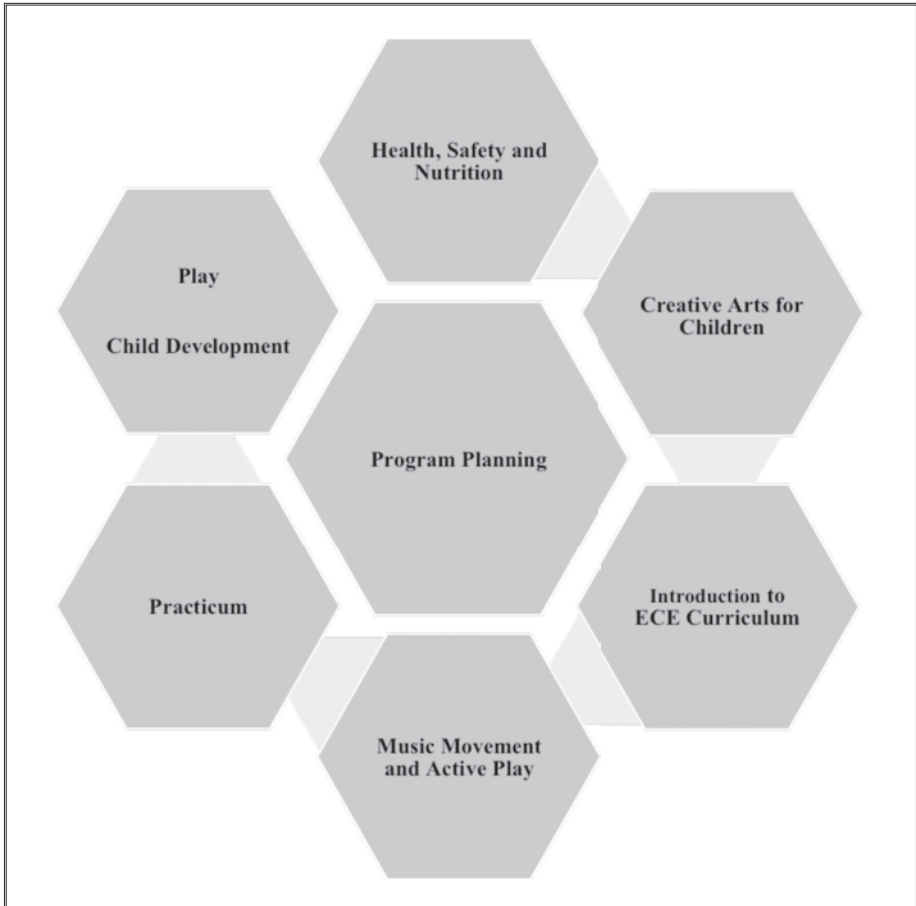 Health, Safety and
Nutrition
Play
Child Development
Creative Arts for
Children
Program Planning
Practicum
Introduction to
ECE Curriculum
Music Movement
and Active Play